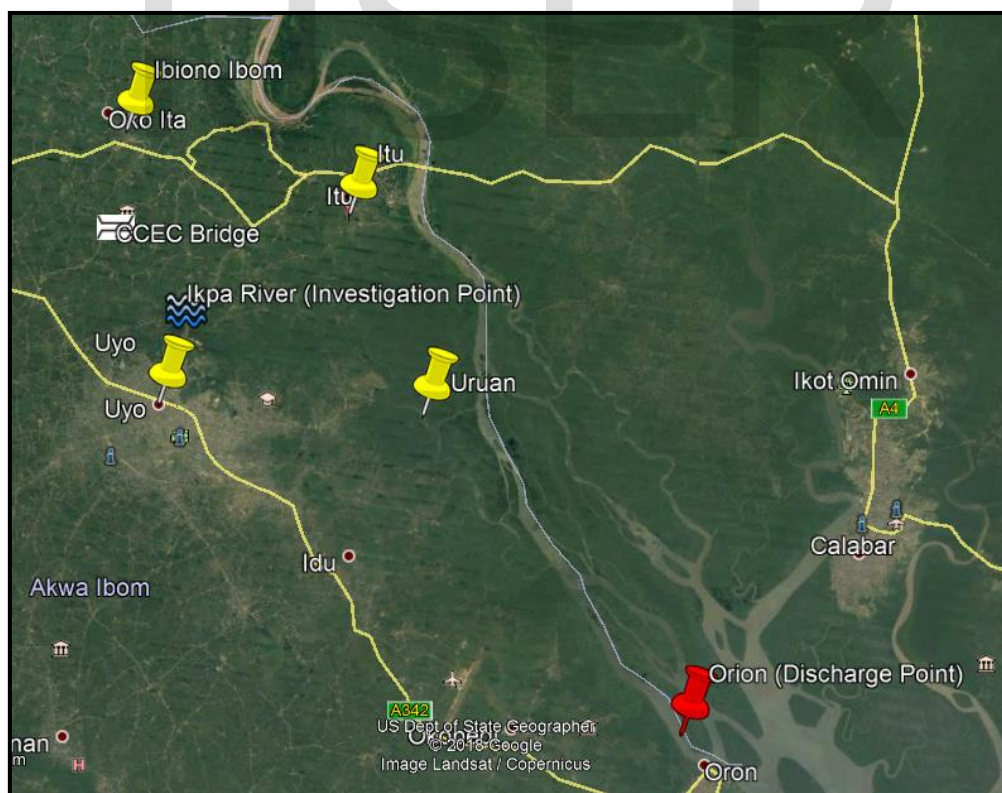 IJSER
Ibiono Ibom
Oko Ita
Itu
Itu
CCEC Bridge
Ikpa River (Investigation Point)
Uyo
Uyo
Uruan
Ikot Omin
A4
Calabar
Idu
Akwa Ibom
Orion (Discharge Point)
A342
US Dept of State Geographer
© 2018 Google
Image Landsat / Copernicus
nan
m
H
Oron